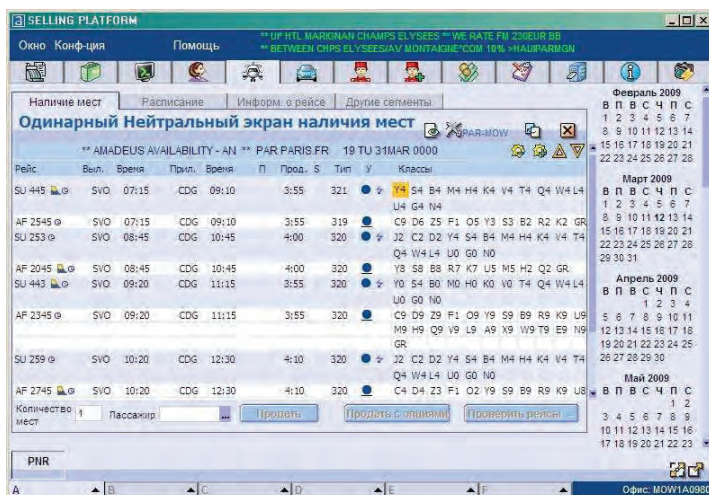 SELLING PLATFORM
Окно Конф-ция Помощь
** UF HTL MARIGNAN CHAMPS ELYSEES ** WE RATE FM 230EUR BB
** BETWEEN CHPS ELYSEES/AV MONTAIGNE*COM 10% >HAUIPARMGN
Наличие мест Расписание Информ. о рейсе Другие сегменты
Одинарный Нейтральный экран наличия мест
PAR-MOW
** AMADEUS AVAILABILITY - AN ** PAR PARIS.FR 19 TU 31MAR 0000
Рейс Выл. Время Прил. Время П Прод. S Тип У Классы
SU 445 SVO 07:15 CDG 09:10 3:55 321 Y4 S4 B4 M4 H4 K4 V4 T4 Q4 W4 L4
U4 G4 N4
AF 2545 SVO 07:15 CDG 09:10 3:55 319 C9 D6 Z5 F1 O5 Y3 S3 B2 R2 K2 GR
SU 253 SVO 08:45 CDG 10:45 4:00 320 J2 C2 D2 Y4 S4 B4 M4 H4 K4 V4 T4
Q4 W4 L4 U0 G0 N0
AF 2045 SVO 08:45 CDG 10:45 4:00 320 Y8 S8 B8 R7 K7 U5 M5 H2 Q2 GR
SU 443 SVO 09:20 CDG 11:15 3:55 320 Y0 S4 B0 M0 H0 K0 V0 T4 Q4 W4 L4
U0 G0 N0
AF 2345 SVO 09:20 CDG 11:15 3:55 320 C9 D9 Z9 F1 O9 Y9 S9 B9 R9 K9 U9
M9 H9 Q9 V9 L9 A9 X9 W9 T9 E9 N9
GR
SU 259 SVO 10:20 CDG 12:30 4:10 320 J2 C2 D2 Y4 S4 B4 M4 H4 K4 V4 T4
Q4 W4 L4 U0 G0 N0
AF 2745 SVO 10:20 CDG 12:30 4:10 320 C4 D4 Z3 F1 O2 Y9 S9 B9 R9 K9 U8
Количество мест 1 Пассажир ... Продать Продать с опциями Проверить рейсы
Февраль 2009
В П В С Ч П С
1 2 3 4 5 6 7
8 9 10 11 12 13 14
15 16 17 18 19 20 21
22 23 24 25 26 27 28
Март 2009
В П В С Ч П С
1 2 3 4 5 6 7
8 9 10 11 12 13 14
15 16 17 18 19 20 21
22 23 24 25 26 27 28
29 30 31
Апрель 2009
В П В С Ч П С
1 2 3 4
5 6 7 8 9 10 11
12 13 14 15 16 17 18
19 20 21 22 23 24 25
26 27 28 29 30
Май 2009
В П В С Ч П С
1 2
3 4 5 6 7 8 9
10 11 12 13 14 15 16
17 18 19 20 21 22 23
PNR
A B C D E F Офис: MOW1A0980